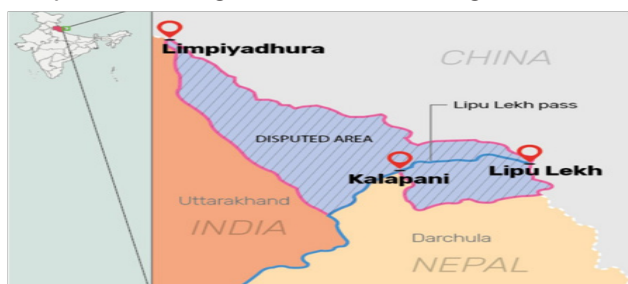 Limpiyadhura
CHINA
Lipu Lekh pass
DISPUTED AREA
Kalapani
Lipu Lekh
Uttarakhand
INDIA
Darchula
NEPAL